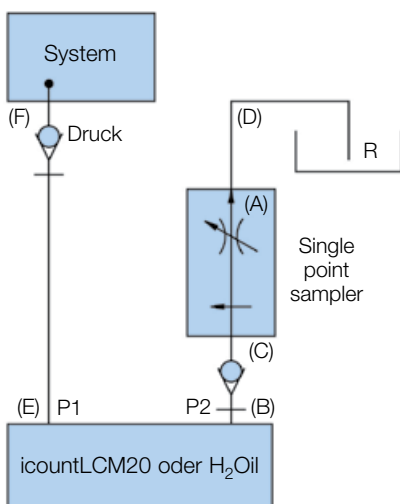 System
(F)
Druck
(D)
R
(A)
Single
point
sampler
(C)
(E) P1
P2 (B)
icountLCM20 oder H₂Oil